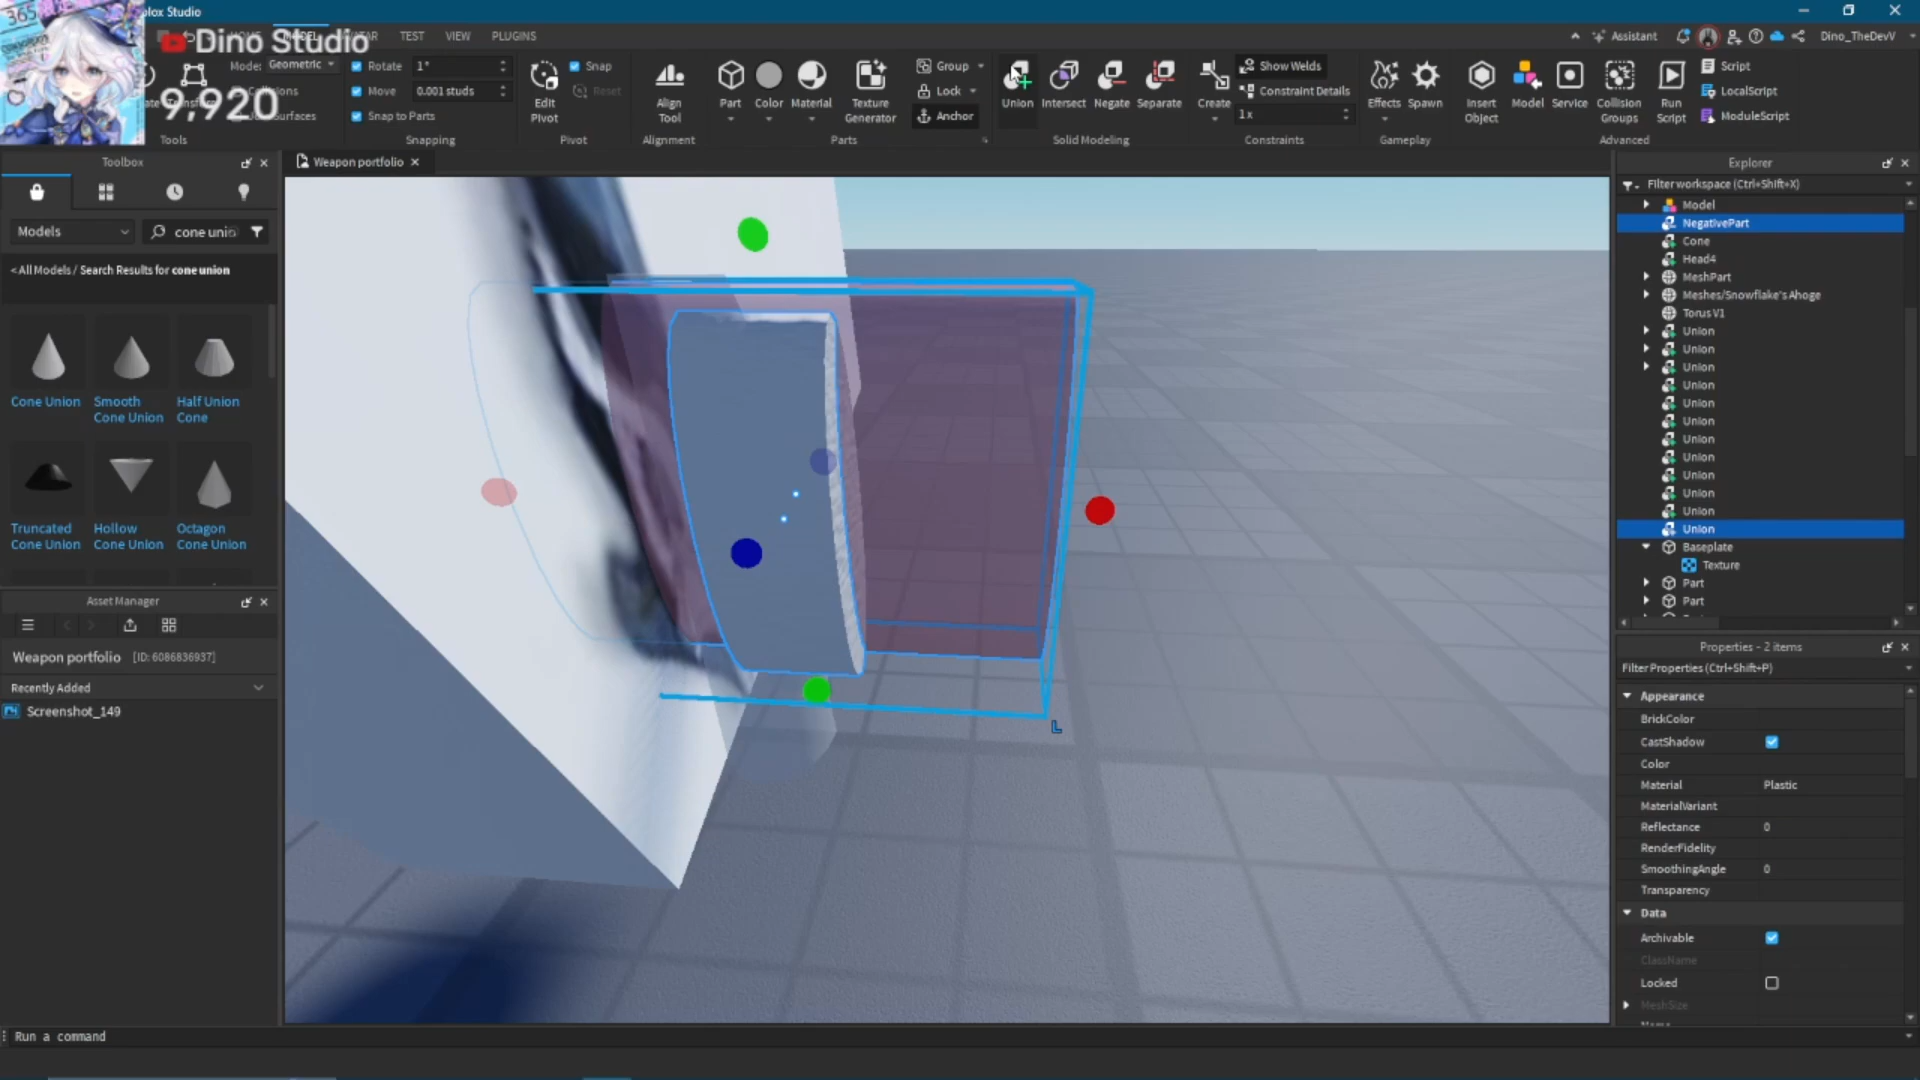 365
blox Studio
Dino Studio
9,920
TEST
VIEW
PLUGINS
Assistant
Dino_TheDevV
Mode:
Geometric
Tools
Rotate
1°
Move
0.001 studs
Snap to Parts
Snapping
Edit
Pivot
Snap
Reset
Pivot
Align
Tool
Alignment
Part
Color
Material
Texture
Generator
Group
Lock
Anchor
Parts
Union
Intersect
Negate
Separate
Solid Modeling
Create
Show Welds
Constraint Details
1x
Constraints
Effects
Spawn
Gameplay
Insert
Object
Model
Service
Collision
Groups
Run
Script
Script
LocalScript
ModuleScript
Advanced
Toolbox
Models
cone unio
<All Models / Search Results for cone union
Cone Union
Smooth
Cone Union
Half Union
Cone
Truncated
Cone Union
Hollow
Cone Union
Octagon
Cone Union
Asset Manager
Weapon portfolio [ID: 6086836937]
Recently Added
Screenshot_149
Weapon portfolio
L
Explorer
Filter workspace (Ctrl+Shift+X)
Model
NegativePart
Cone
Head4
MeshPart
Meshes/Snowflake's Ahoge
Torus V1
Union
Union
Union
Union
Union
Union
Union
Union
Union
Union
Union
Union
Baseplate
Texture
Part
Part
Properties - 2 items
Filter Properties (Ctrl+Shift+P)
Appearance
BrickColor
CastShadow
Color
Material
Plastic
MaterialVariant
Reflectance
0
RenderFidelity
SmoothingAngle
0
Transparency
Data
Archivable
ClassName
Locked
MeshSize
Run a command